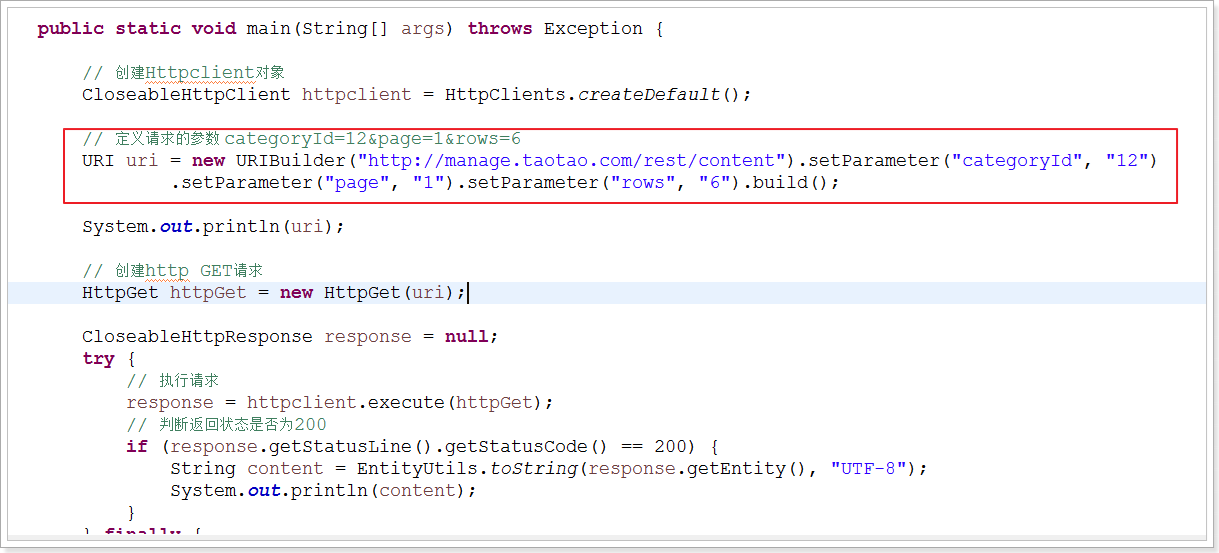 public static void main(String[] args) throws Exception {
// 创建Httpclient对象
CloseableHttpClient httpclient = HttpClients.createDefault();
// 定义请求的参数 categoryId=12&page=1&rows=6
URI uri = new URIBuilder("http://manage.taotao.com/rest/content").setParameter("categoryId", "12")
.setParameter("page", "1").setParameter("rows", "6").build();
System.out.println(uri);
// 创建http GET请求
HttpGet httpGet = new HttpGet(uri);
CloseableHttpResponse response = null;
try {
// 执行请求
response = httpclient.execute(httpGet);
// 判断返回状态是否为200
if (response.getStatusLine().getStatusCode() == 200) {
String content = EntityUtils.toString(response.getEntity(), "UTF-8");
System.out.println(content);
}
} finally {